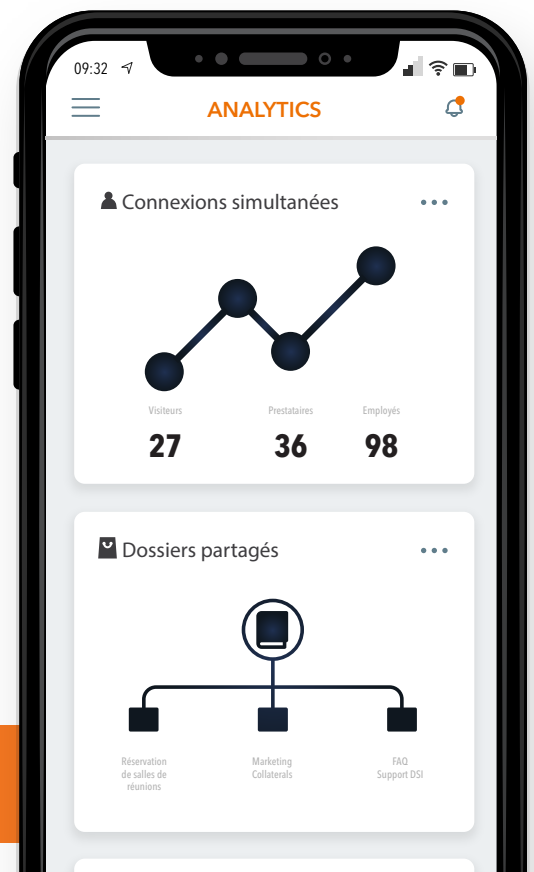 09:32
ANALYTICS
Connexions simultanées
Visiteurs
Prestataires
Employés
27
36
98
Dossiers partagés
Réservation
de salles de
réunions
Marketing
Collaterals
FAQ
Support DSI